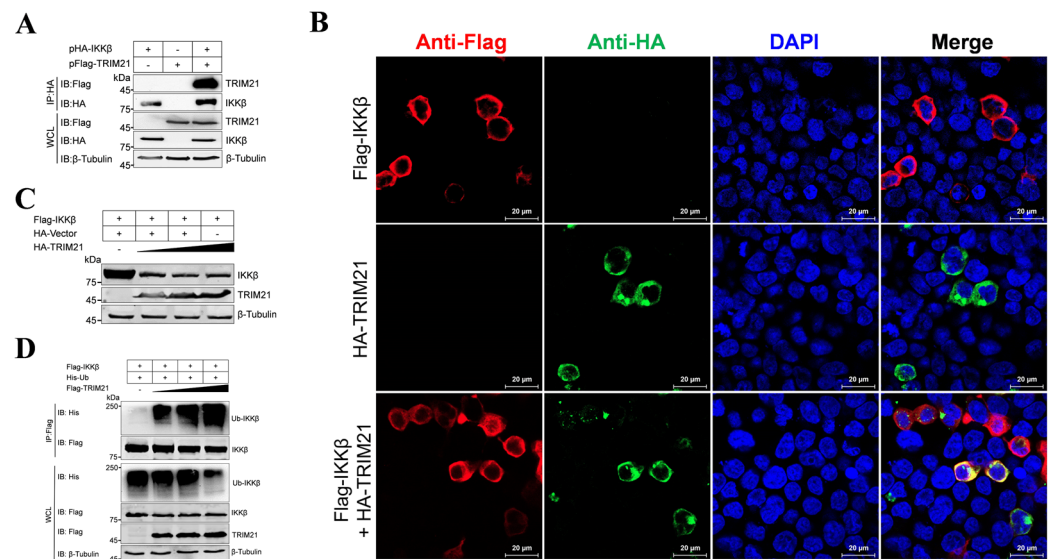 A
pHA-IKKβ + - +
pFlag-TRIM21 - + +
kDa
IP:HA
IB:Flag 50 45 TRIM21
IB:HA 75 IKKβ
WCL
IB:Flag 45 TRIM21
IB:HA 75 IKKβ
IB:β-Tubulin 45 β-Tubulin
B
Anti-Flag Anti-HA DAPI Merge
Flag-IKKβ
20 μm 20 μm 20 μm 20 μm
HA-TRIM21
20 μm 20 μm 20 μm 20 μm
Flag-IKKβ
+ HA-TRIM21
20 μm 20 μm 20 μm 20 μm
C
Flag-IKKβ + + + +
HA-Vector + + + -
HA-TRIM21 -
kDa
75 IKKβ
45 TRIM21
45 β-Tubulin
D
Flag-IKKβ + + + +
His-Ub + + + +
Flag-TRIM21 -
kDa
IP:Flag
IB: His 250 Ub-IKKβ
IB: Flag 75 IKKβ
WCL
IB: His 250 Ub-IKKβ
IB: Flag 75 IKKβ
IB: Flag 45 TRIM21
IB: β-Tubulin 45 β-Tubulin